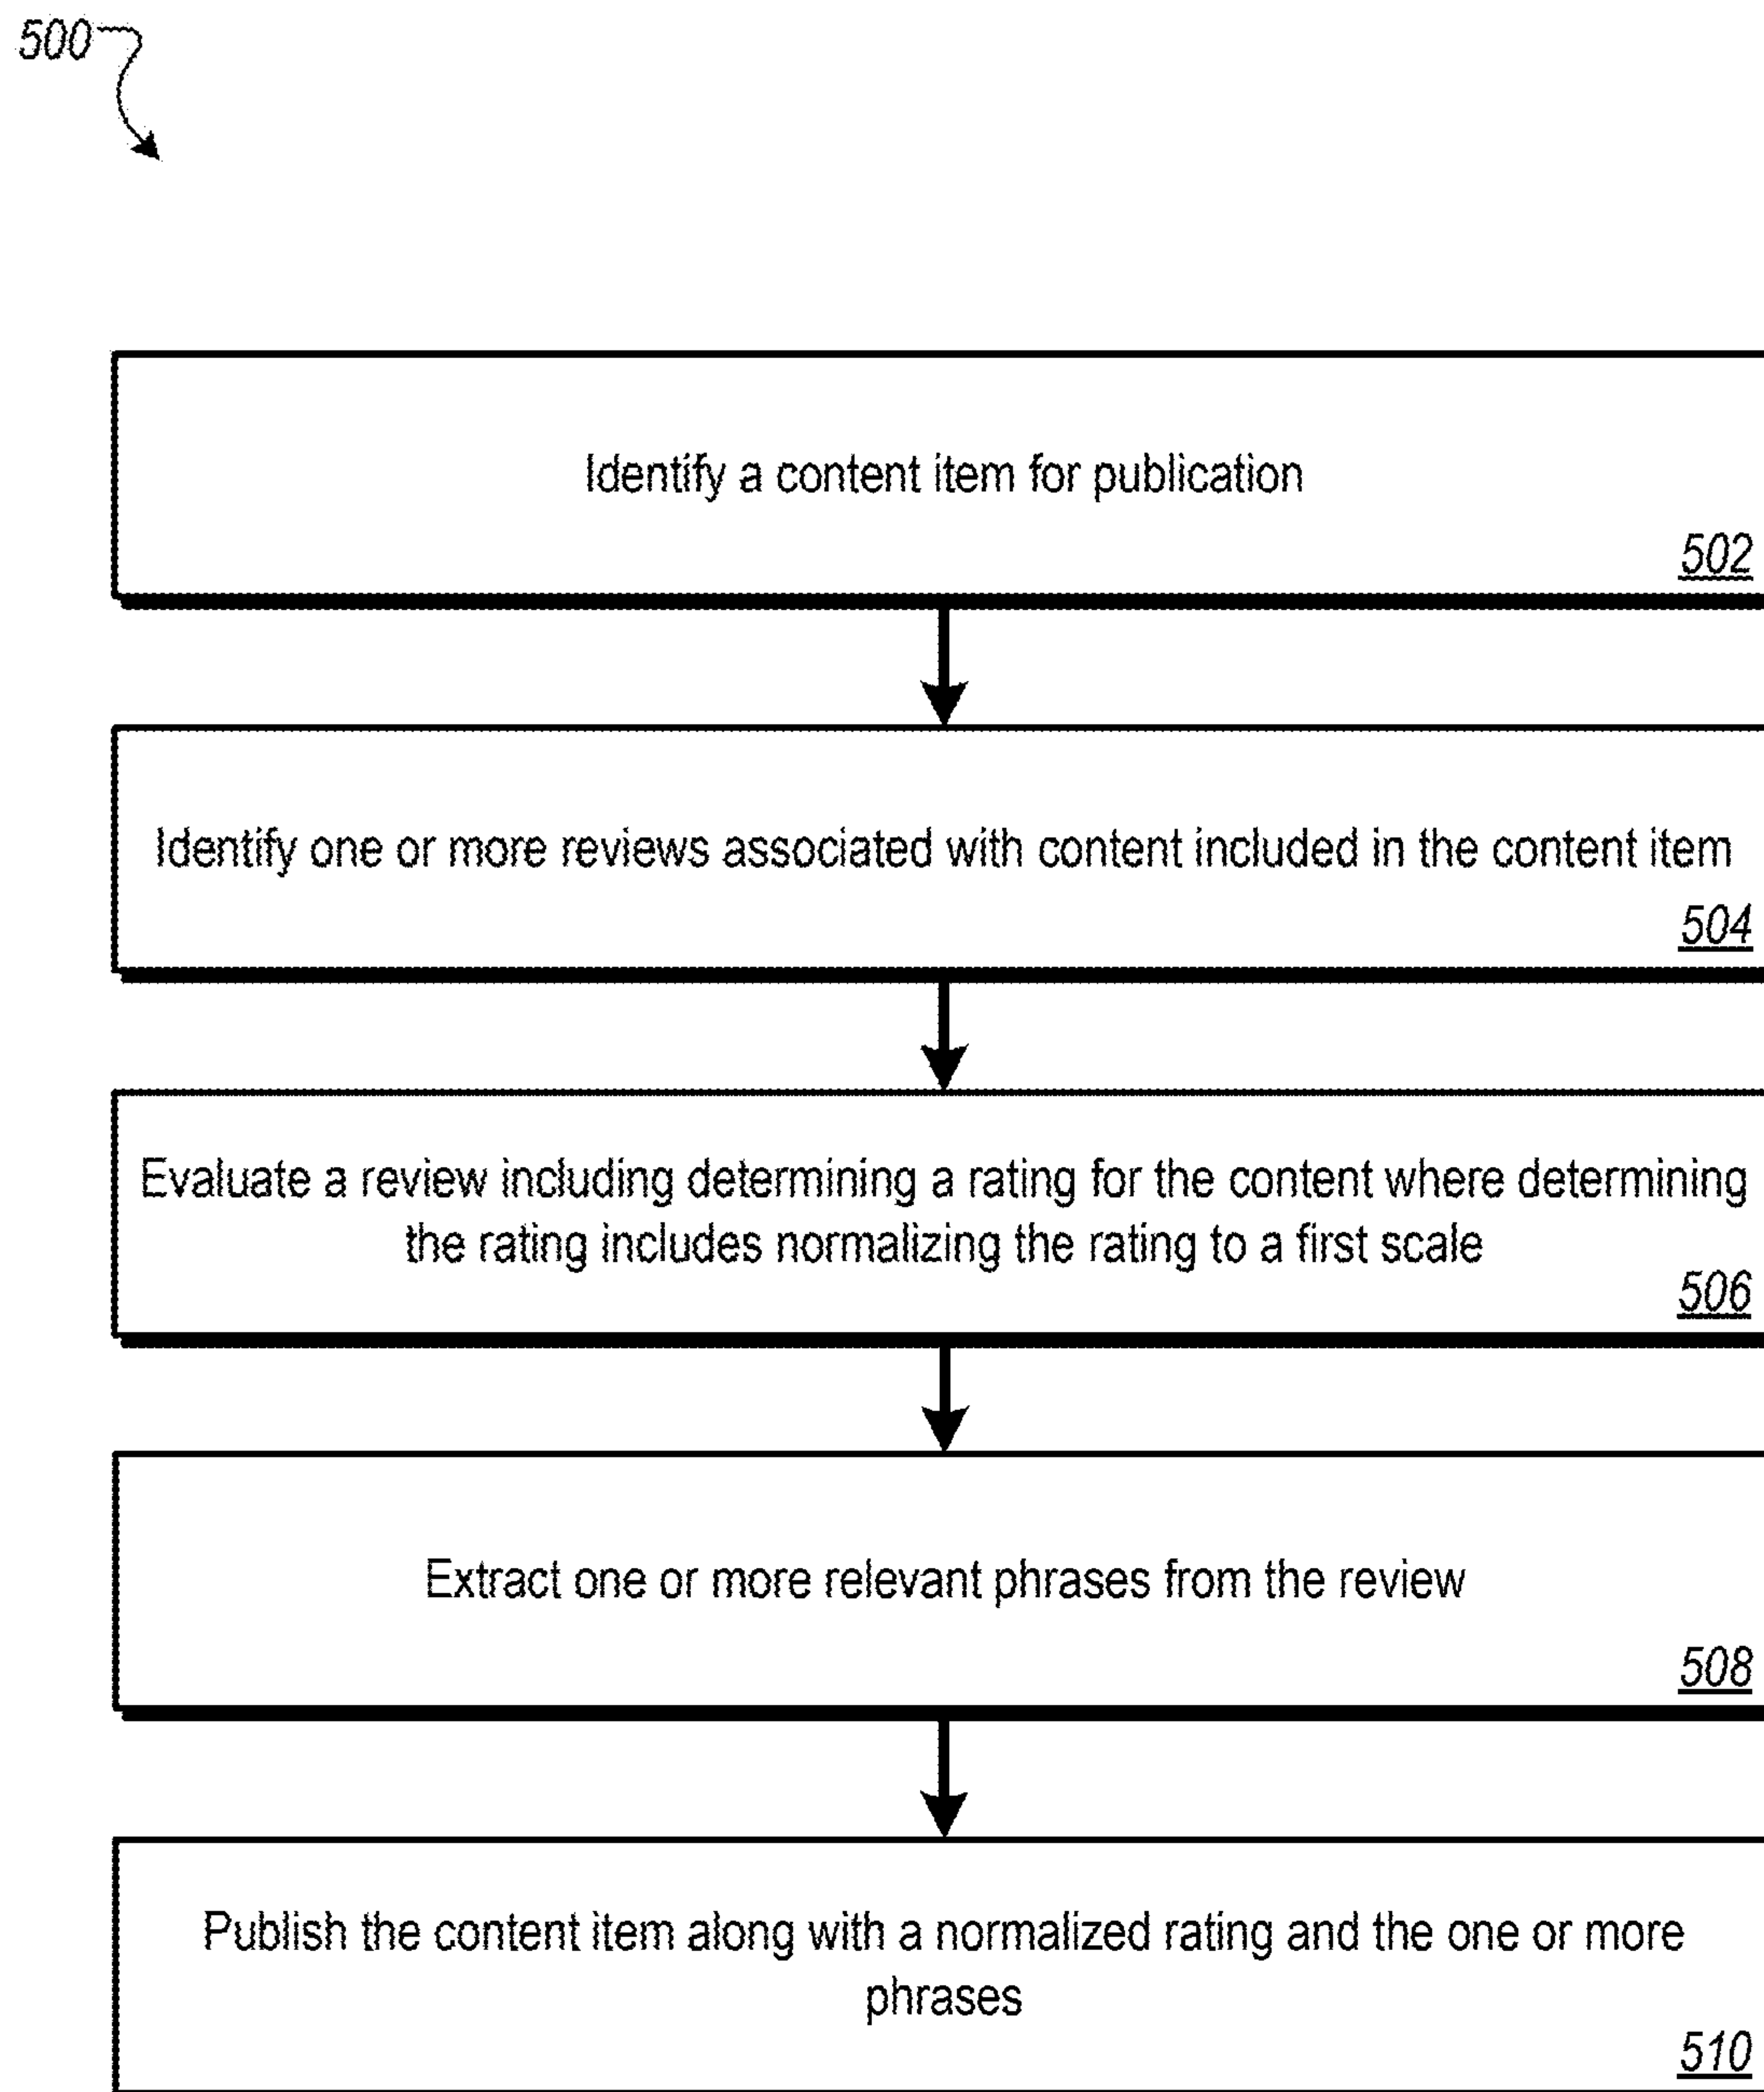 500
Identify a content item for publication
502
Identify one or more reviews associated with content included in the content item
504
Evaluate a review including determining a rating for the content where determining
the rating includes normalizing the rating to a first scale
506
Extract one or more relevant phrases from the review
508
Publish the content item along with a normalized rating and the one or more
phrases
510